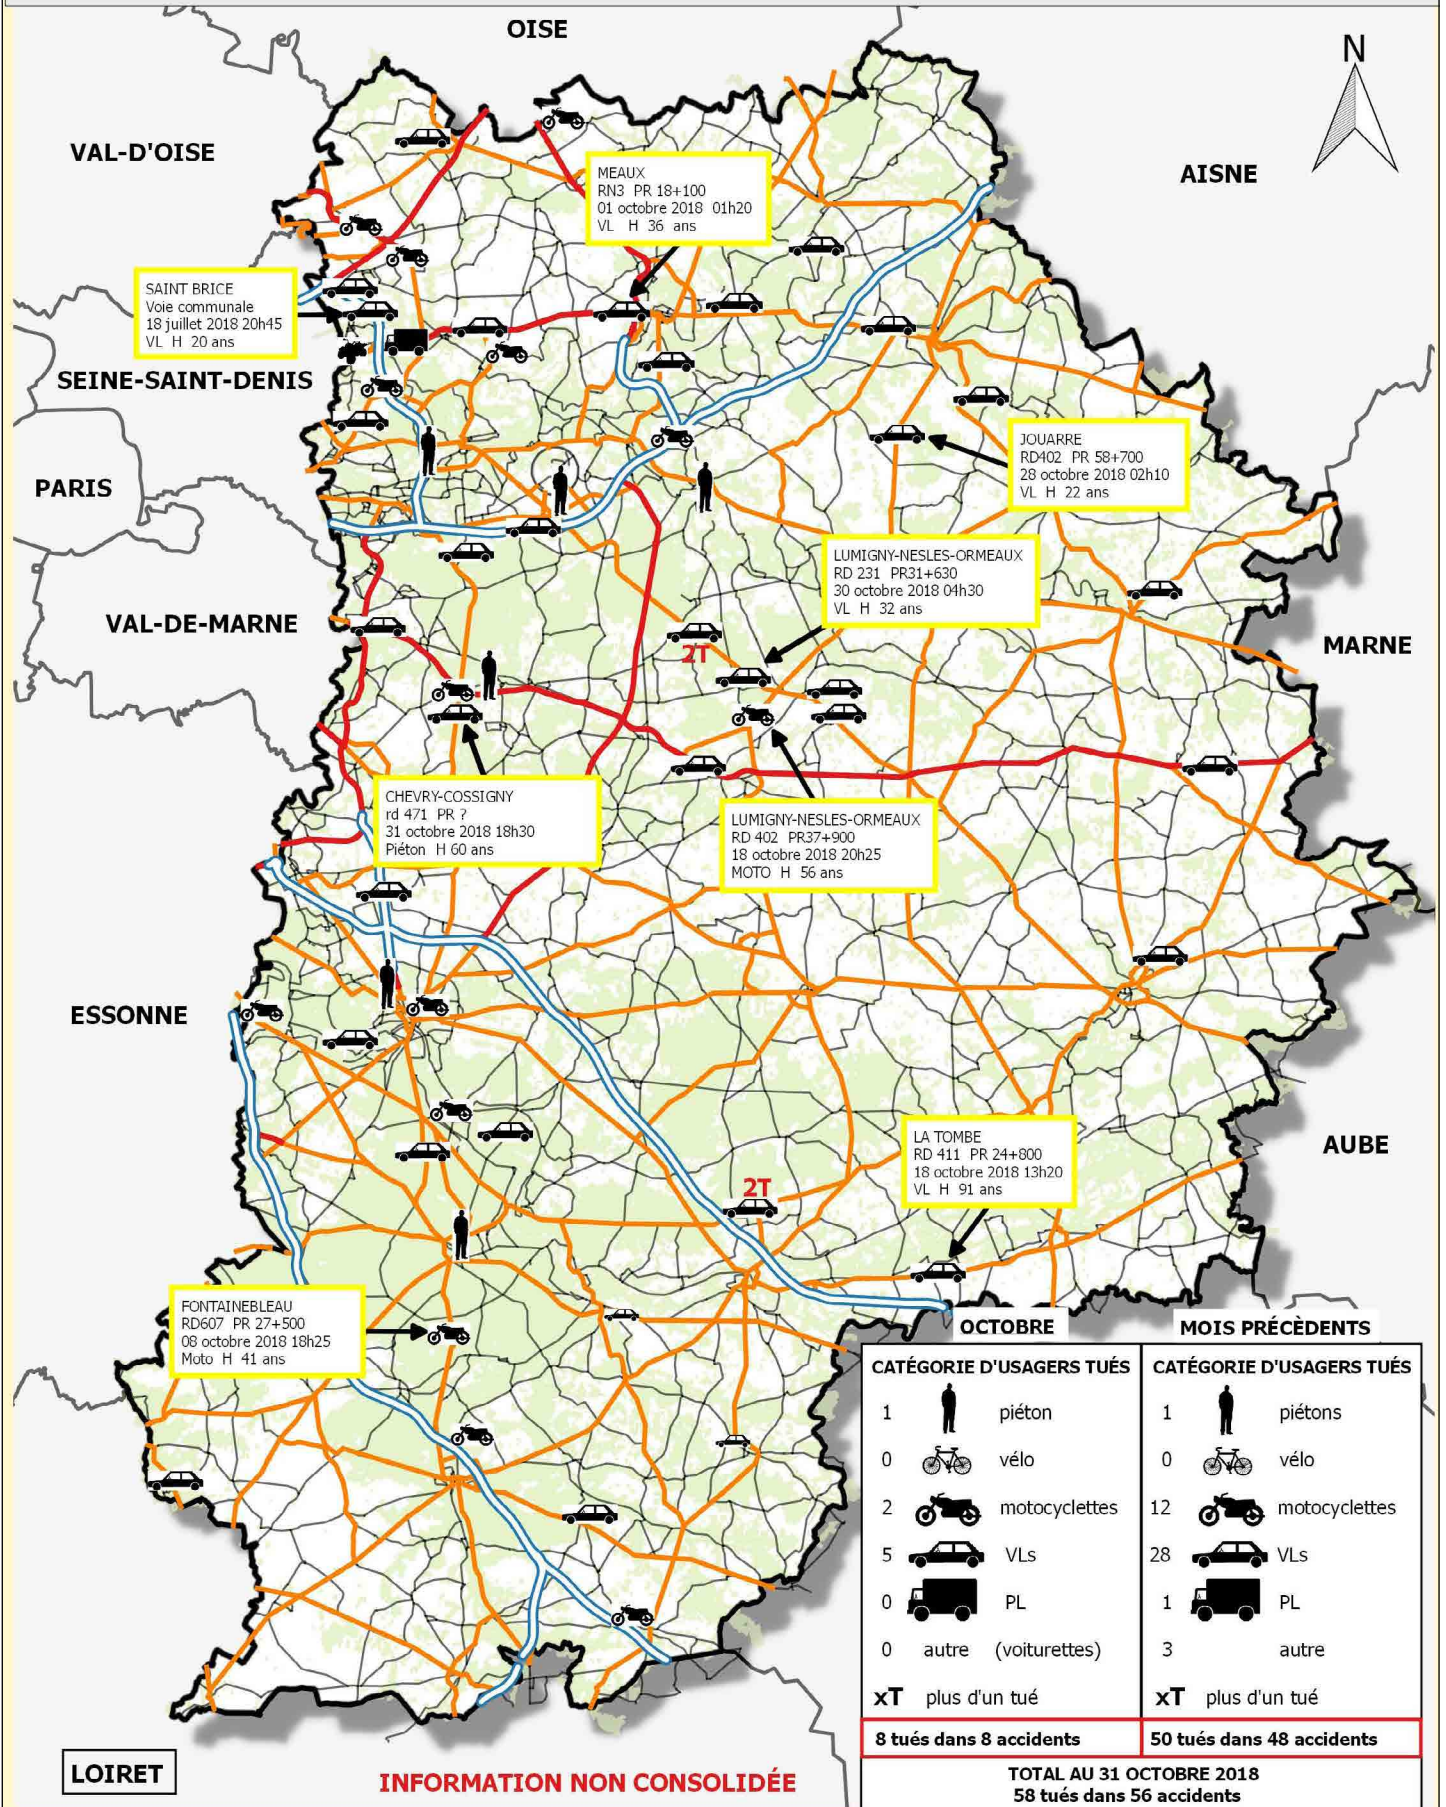 OISE
N
VAL-D'OISE
AISNE
MEAUX
RN3 PR 18+100
01 octobre 2018 01h20
VL H 36 ans
SAINT BRICE
Voie communale
18 juillet 2018 20h45
VL H 20 ans
SEINE-SAINT-DENIS
JOUARRE
RD402 PR 58+700
28 octobre 2018 02h10
VL H 22 ans
PARIS
LUMIGNY-NESLES-ORMEAUX
RD 231 PR31+630
30 octobre 2018 04h30
VL H 32 ans
VAL-DE-MARNE
MARNE
2T
CHEVRY-COSSIGNY
rd 471 PR ?
31 octobre 2018 18h30
Piéton H 60 ans
LUMIGNY-NESLES-ORMEAUX
RD 402 PR37+900
18 octobre 2018 20h25
MOTO H 56 ans
ESSONNE
LA TOMBE
RD 411 PR 24+800
18 octobre 2018 13h20
VL H 91 ans
AUBE
2T
FONTAINEBLEAU
RD607 PR 27+500
08 octobre 2018 18h25
Moto H 41 ans
OCTOBRE
CATÉGORIE D'USAGERS TUÉS
1 piéton
0 vélo
2 motocyclettes
5 VLs
0 PL
0 autre (voiturettes)
xT plus d'un tué
8 tués dans 8 accidents
MOIS PRÉCÈDENTS
CATÉGORIE D'USAGERS TUÉS
1 piétons
0 vélo
12 motocyclettes
28 VLs
1 PL
3 autre
xT plus d'un tué
50 tués dans 48 accidents
TOTAL AU 31 OCTOBRE 2018
58 tués dans 56 accidents
LOIRET
INFORMATION NON CONSOLIDÉE